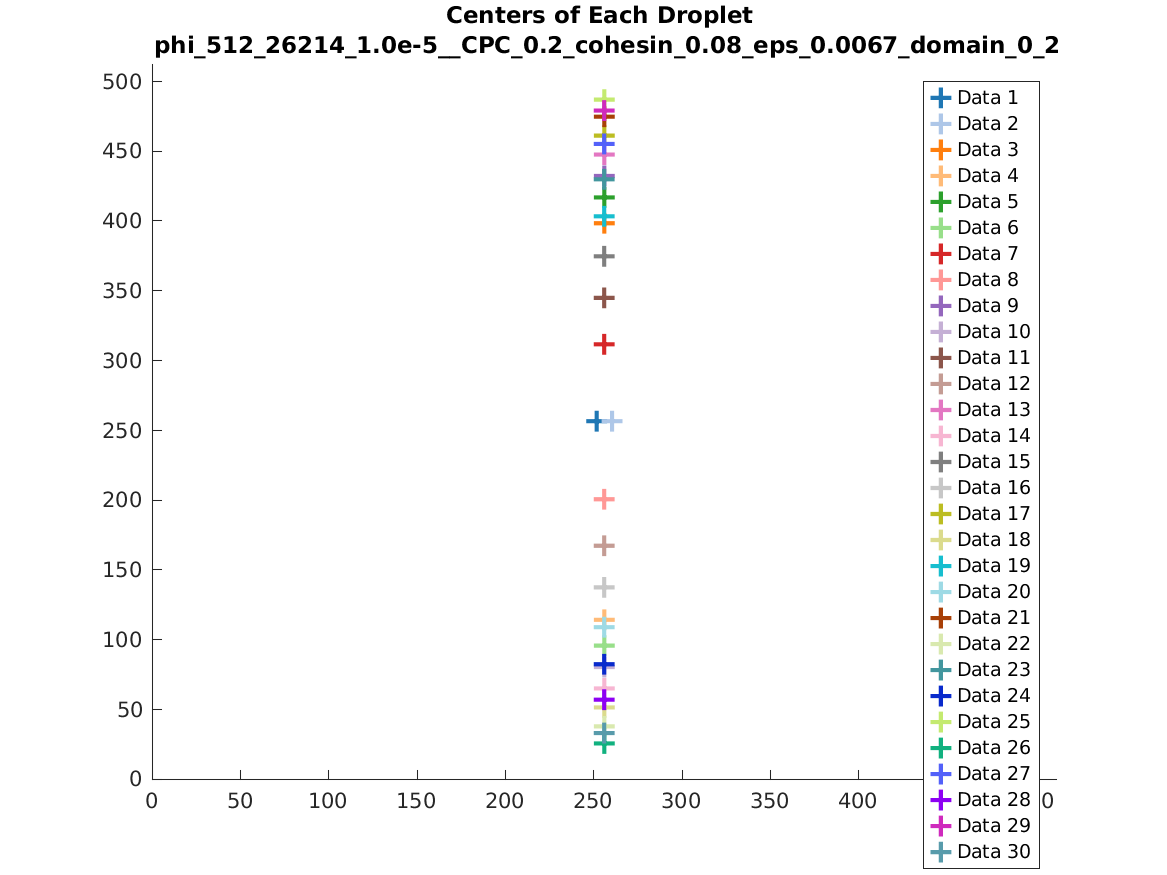 Centers of Each Droplet
phi_512_26214_1.0e-5__CPC_0.2_cohesin_0.08_eps_0.0067_domain_0_2
500
450
400
350
300
250
200
150
100
50
0
0 50 100 150 200 250 300 350 400 0
Data 1
Data 2
Data 3
Data 4
Data 5
Data 6
Data 7
Data 8
Data 9
Data 10
Data 11
Data 12
Data 13
Data 14
Data 15
Data 16
Data 17
Data 18
Data 19
Data 20
Data 21
Data 22
Data 23
Data 24
Data 25
Data 26
Data 27
Data 28
Data 29
Data 30